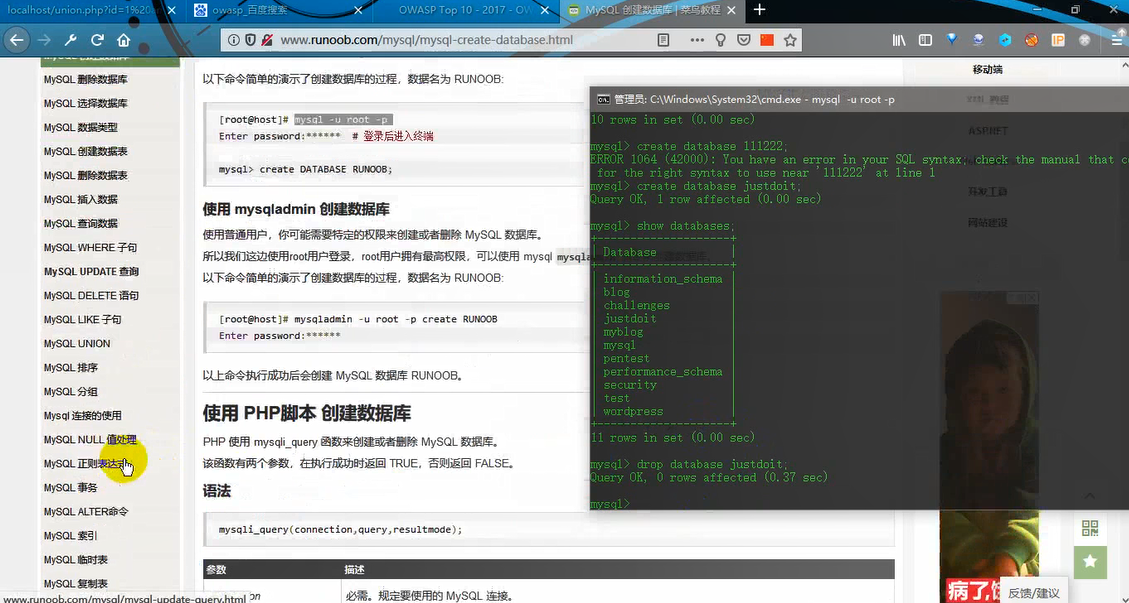 localhost/union.php?id=1%20
owasp_百度搜索
OWASP Top 10 - 2017 - OW
MySQL 创建数据库 | 菜鸟教程
www.runoob.com/mysql/mysql-create-database.html
MySQL 创建数据库
MySQL 删除数据库
MySQL 选择数据库
MySQL 数据类型
MySQL 创建数据表
MySQL 删除数据表
MySQL 插入数据
MySQL 查询数据
MySQL WHERE 子句
MySQL UPDATE 查询
MySQL DELETE 语句
MySQL LIKE 子句
MySQL UNION
MySQL 排序
MySQL 分组
Mysql 连接的使用
MySQL NULL 值处理
MySQL 正则表达式
MySQL 事务
MySQL ALTER命令
MySQL 索引
MySQL 临时表
MySQL 复制表
www.runoob.com/mysql/mysql-update-query.html
以下命令简单的演示了创建数据库的过程，数据名为 RUNOOB:
[root@host]# mysql -u root -p
Enter password:****** # 登录后进入终端
mysql> create DATABASE RUNOOB;
使用 mysqladmin 创建数据库
使用普通用户，你可能需要特定的权限来创建或者删除 MySQL 数据库。
所以我们这边使用root用户登录，root用户拥有最高权限，可以使用 mysql mysqla
以下命令简单的演示了创建数据库的过程，数据名为 RUNOOB:
[root@host]# mysqladmin -u root -p create RUNOOB
Enter password:******
以上命令执行成功后会创建 MySQL 数据库 RUNOOB。
使用 PHP脚本 创建数据库
PHP 使用 mysqli_query 函数来创建或者删除 MySQL 数据库。
该函数有两个参数，在执行成功时返回 TRUE，否则返回 FALSE。
语法
mysqli_query(connection,query,resultmode);
参数 描述
on 必需。规定要使用的 MySQL 连接。
移动端
XML 教程
ASP.NET
开发工具
网站建设
管理员: C:\Windows\System32\cmd.exe - mysql -u root -p
10 rows in set (0.00 sec)
mysql> create database 111222;
ERROR 1064 (42000): You have an error in your SQL syntax; check the manual that co
for the right syntax to use near '111222' at line 1
mysql> create database justdoit;
Query OK, 1 row affected (0.00 sec)
mysql> show databases;
+--------------------+
| Database           |
+--------------------+
| information_schema |
| blog               |
| challenges         |
| justdoit           |
| myblog             |
| mysql              |
| pentest            |
| performance_schema |
| security           |
| test               |
| wordpress          |
+--------------------+
11 rows in set (0.00 sec)
mysql> drop database justdoit;
Query OK, 0 rows affected (0.37 sec)
mysql>
病了,
反馈/建议